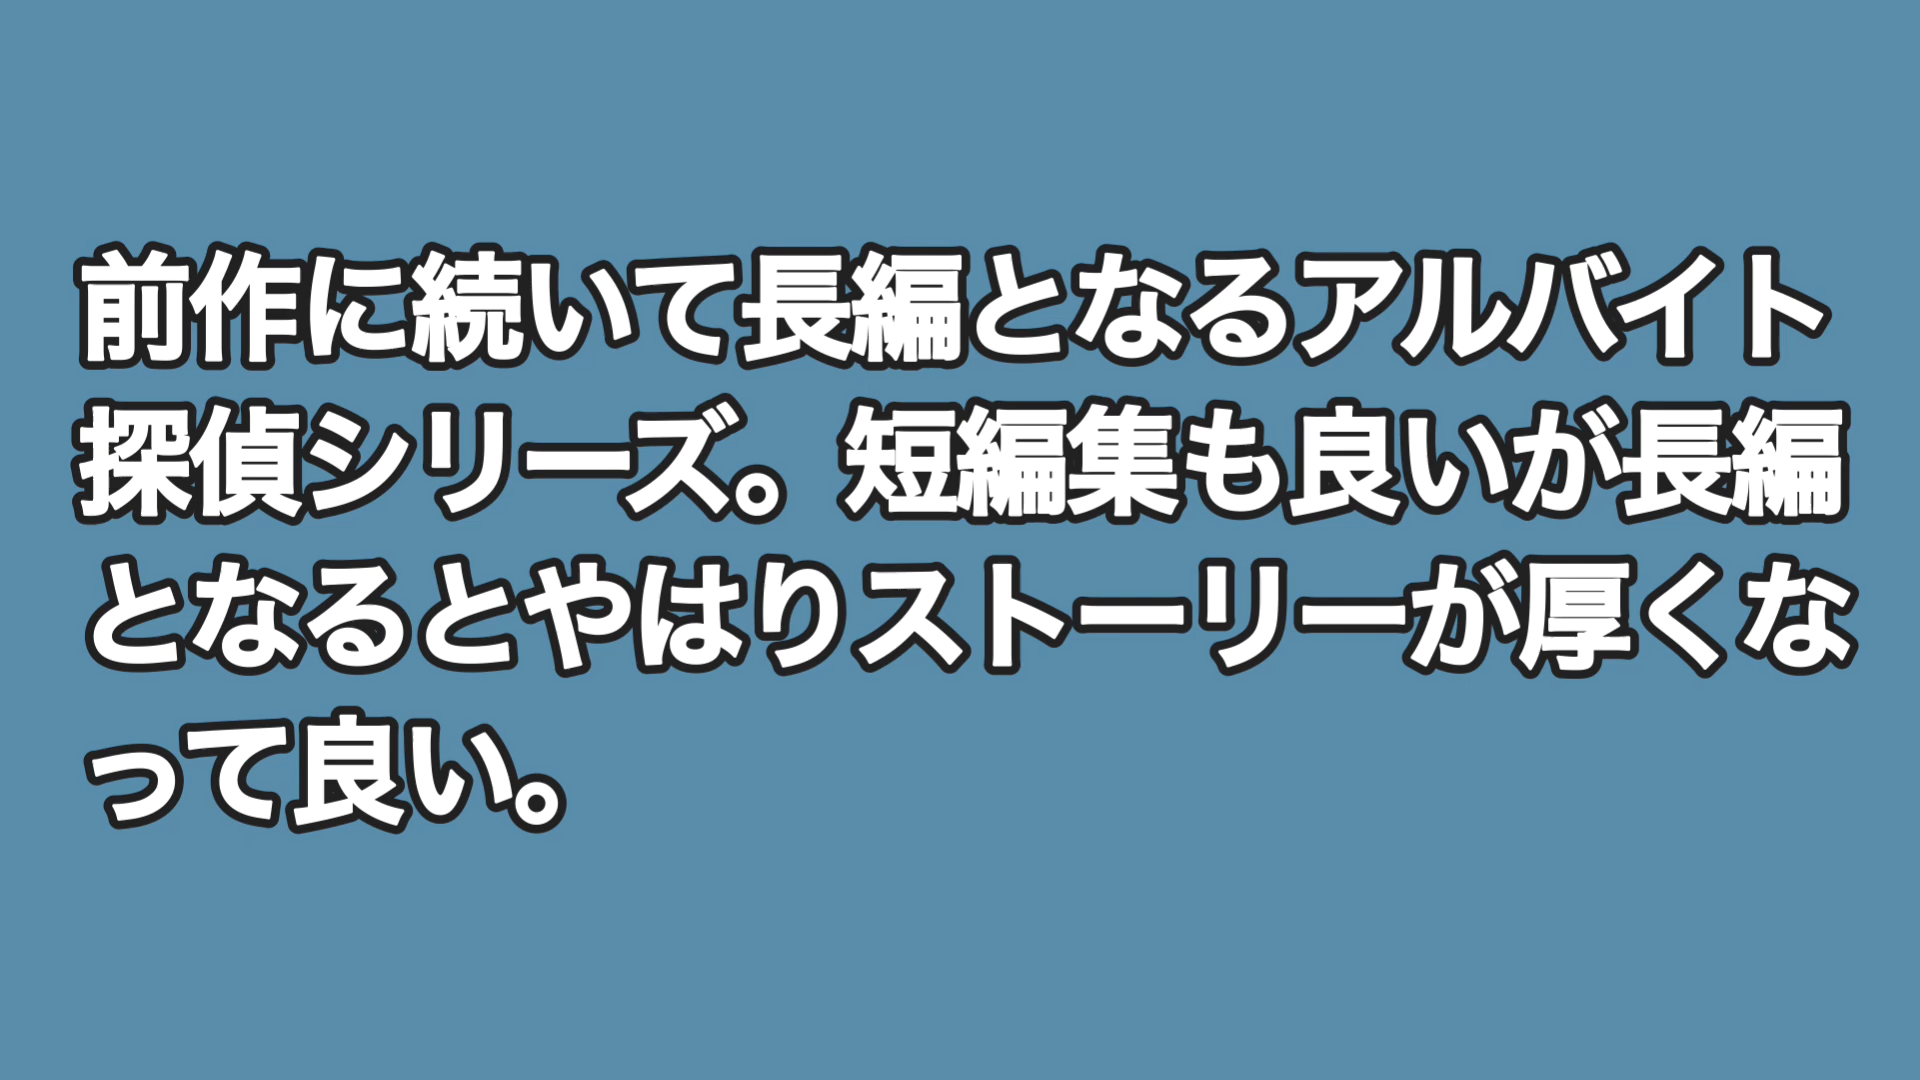 前作に続いて長編となるアルバイト
探偵シリーズ。短編集も良いが長編
となるとやはりストーリーが厚くな
って良い。